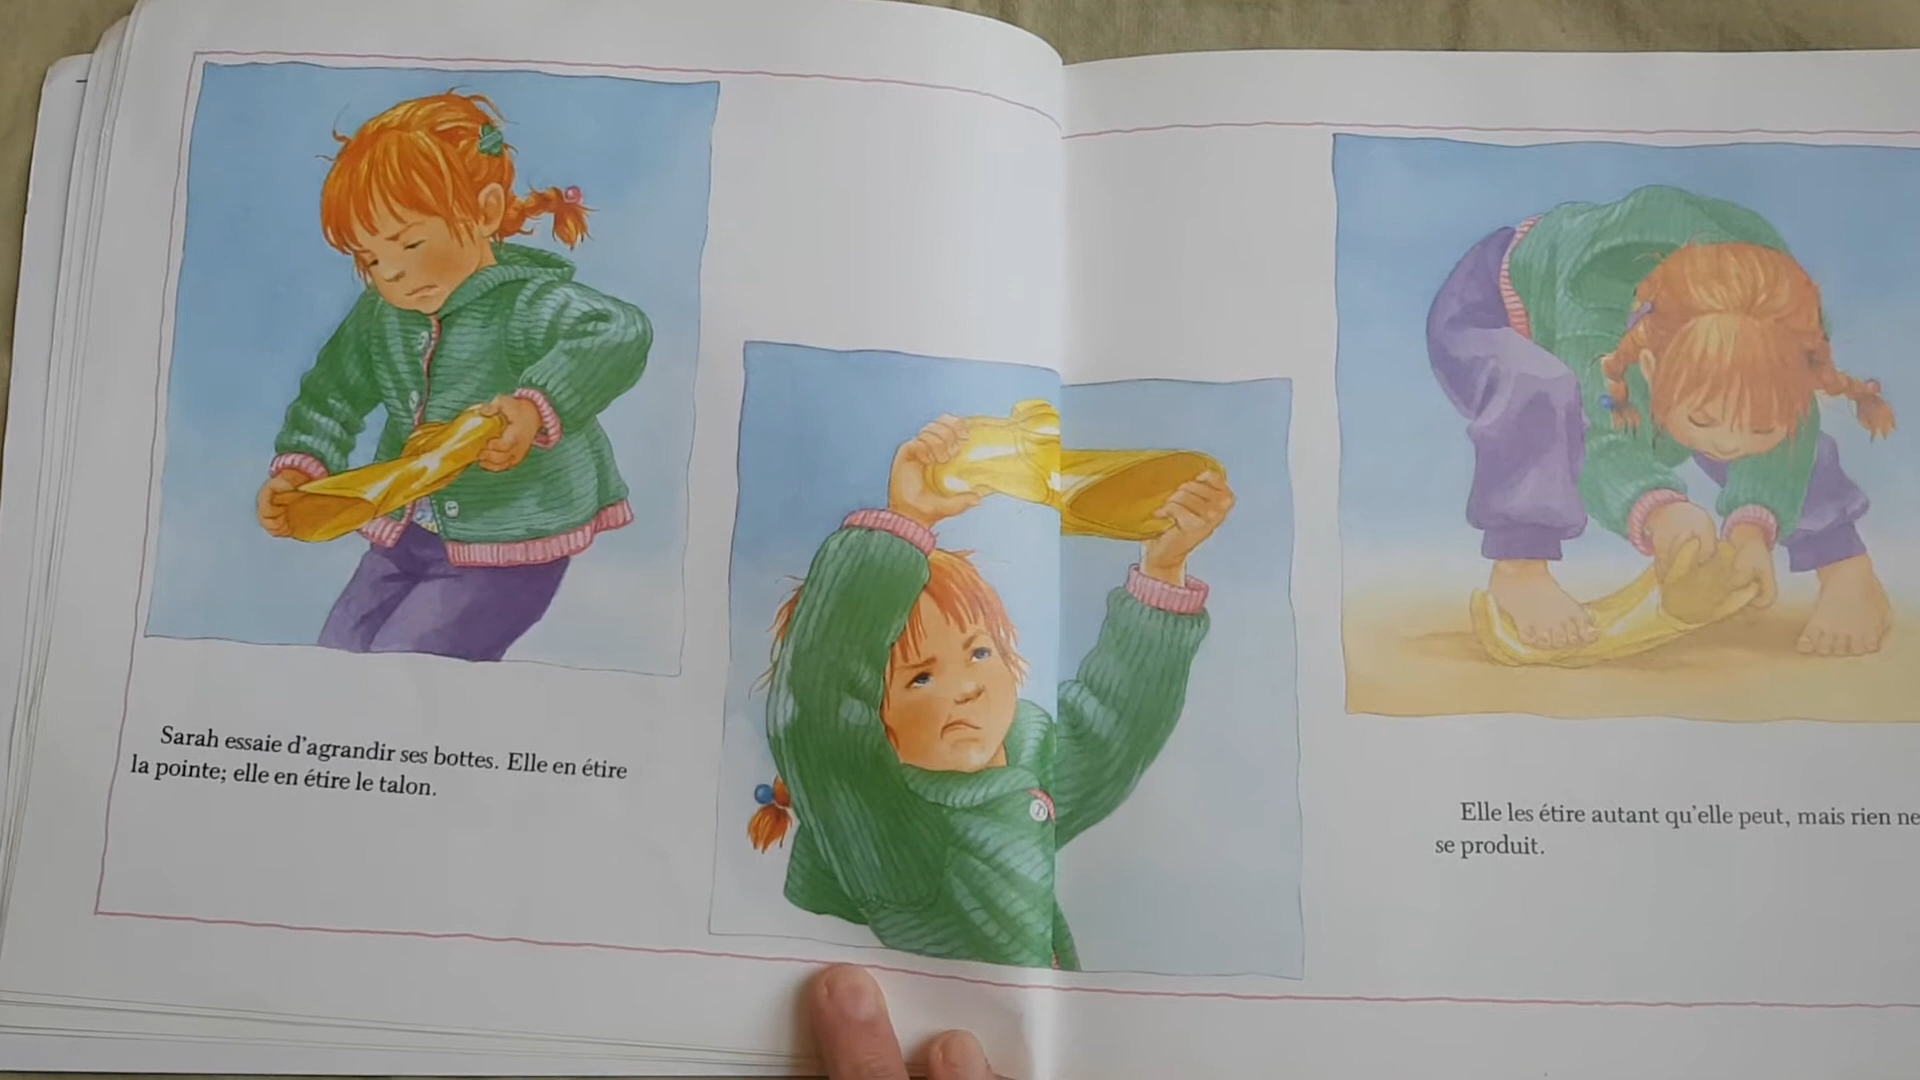 Sarah essaie d'agrandir ses bottes. Elle en étire
la pointe; elle en étire le talon.
Elle les étire autant qu'elle peut, mais rien ne
se produit.